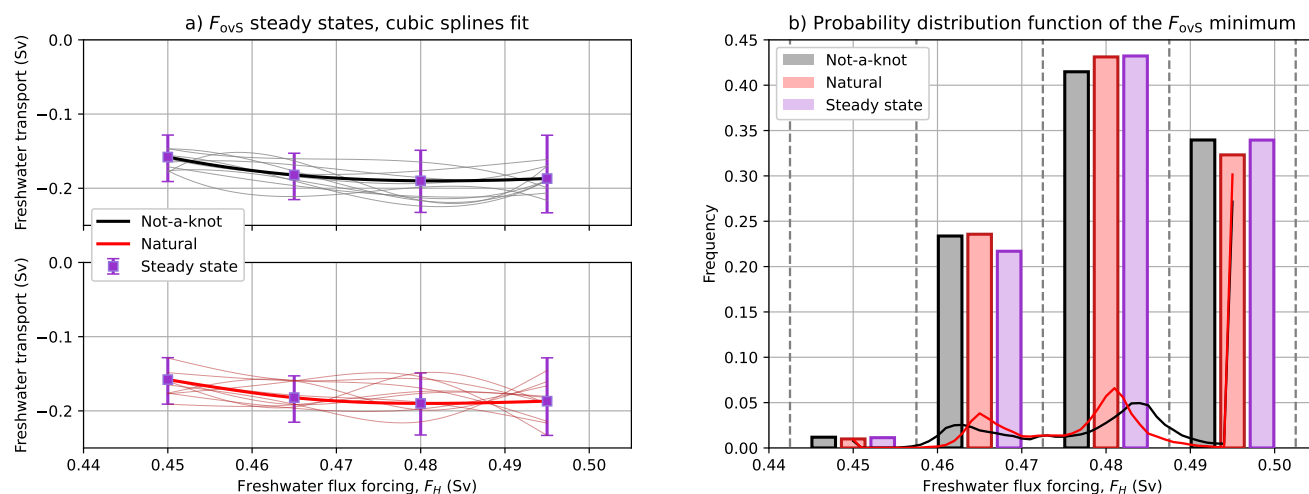 a) FovS steady states, cubic splines fit
Freshwater transport (Sv)
0.0
−0.1
−0.2
Not-a-knot
Natural
Steady state
Freshwater transport (Sv)
0.0
−0.1
−0.2
0.44 0.45 0.46 0.47 0.48 0.49 0.50
Freshwater flux forcing, FH (Sv)
b) Probability distribution function of the FovS minimum
Frequency
0.45
0.40
0.35
0.30
0.25
0.20
0.15
0.10
0.05
0.00
Not-a-knot
Natural
Steady state
0.44 0.45 0.46 0.47 0.48 0.49 0.50
Freshwater flux forcing, FH (Sv)